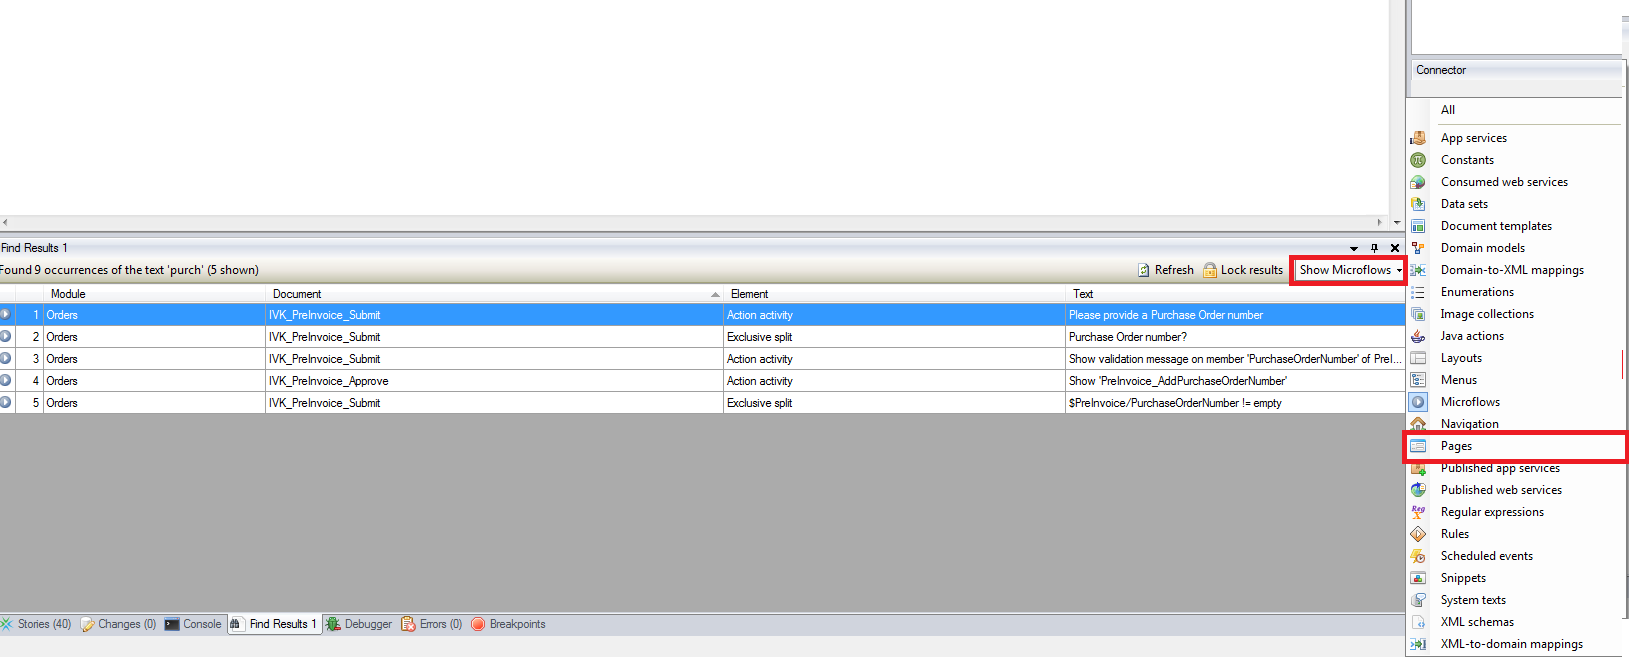 Connector
Find Results 1
Found 9 occurrences of the text 'purch' (5 shown)
Refresh
Lock results
Show Microflows
Module Document Element Text
1 Orders IVK_PreInvoice_Submit Action activity Please provide a Purchase Order number
2 Orders IVK_PreInvoice_Submit Exclusive split Purchase Order number?
3 Orders IVK_PreInvoice_Submit Action activity Show validation message on member 'PurchaseOrderNumber' of PreI...
4 Orders IVK_PreInvoice_Approve Action activity Show 'PreInvoice_AddPurchaseOrderNumber'
5 Orders IVK_PreInvoice_Submit Exclusive split $PreInvoice/PurchaseOrderNumber != empty
Stories (40) Changes (0) Console Find Results 1 Debugger Errors (0) Breakpoints
All
App services
Constants
Consumed web services
Data sets
Document templates
Domain models
Domain-to-XML mappings
Enumerations
Image collections
Java actions
Layouts
Menus
Microflows
Navigation
Pages
Published app services
Published web services
Regular expressions
Rules
Scheduled events
Snippets
System texts
XML schemas
XML-to-domain mappings